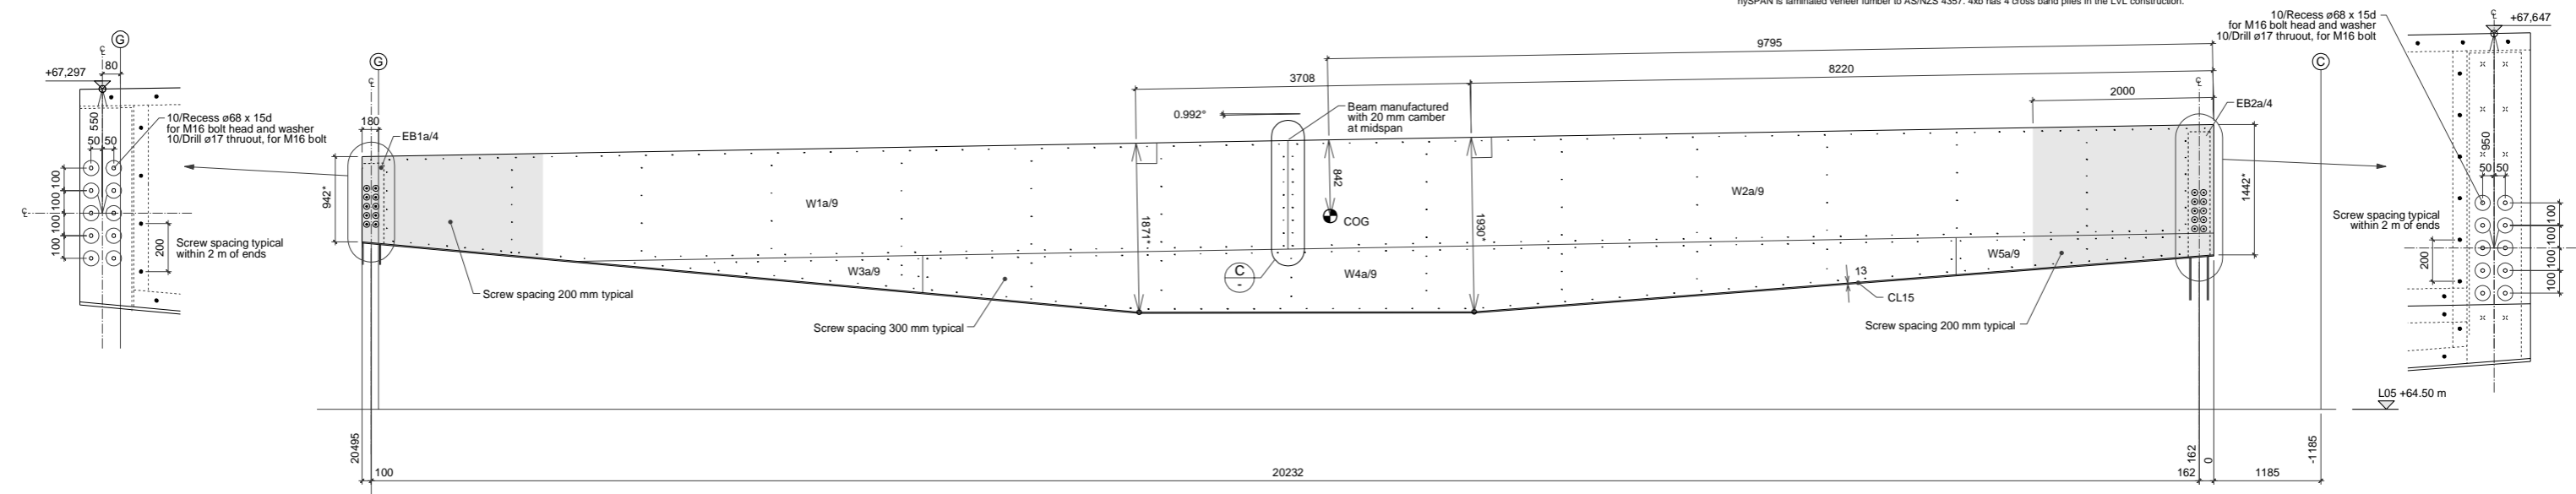 hySPAN is laminated veneer lumber to AS/NZS 4357. 4xb has 4 cross band plies in the LVL construction.
℄
G
80
+67,297
550
50 50
10/Recess ø68 x 15d
for M16 bolt head and washer
10/Drill ø17 thruout, for M16 bolt
100 100 100 100
℄
200
Screw spacing typical
within 2 m of ends
G
℄
180
EB1a/4
942*
W1a/9
Screw spacing 200 mm typical
W3a/9
Screw spacing 300 mm typical
3708
0.992°
Beam manufactured
with 20 mm camber
at midspan
9795
8220
2000
842
COG
1871*
1930*
C
-
W4a/9
W2a/9
W5a/9
13
CL15
Screw spacing 200 mm typical
℄
EB2a/4
1442*
C
L05 +64.50 m
20495
100
20232
162
162
0
1185
-1185
10/Recess ø68 x 15d
for M16 bolt head and washer
10/Drill ø17 thruout, for M16 bolt
℄
+67,647
950
50 50
Screw spacing typical
within 2 m of ends
200
100 100 100 100
℄